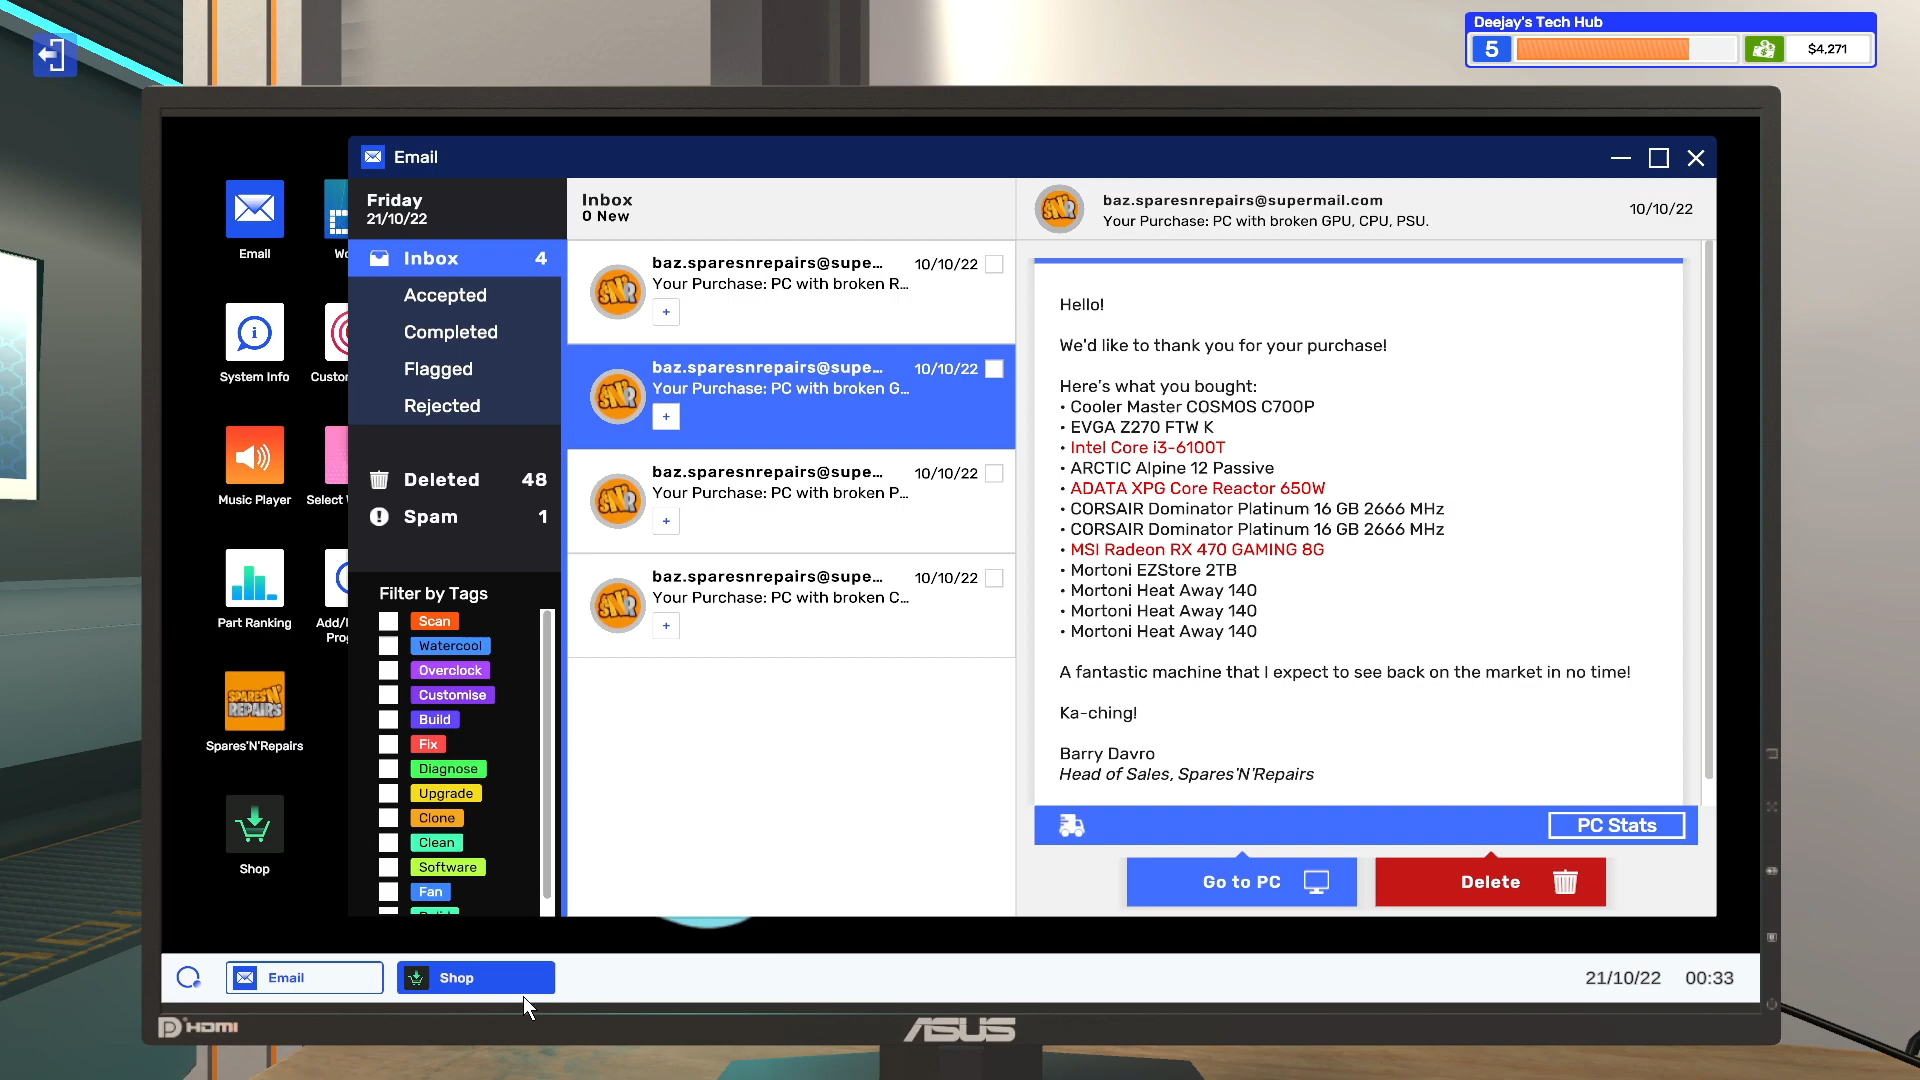 Deejay's Tech Hub
5
$4,271
Email
Friday
21/10/22
Inbox 4
Accepted
Completed
Flagged
Rejected
Deleted 48
Spam 1
Filter by Tags
Scan
Watercool
Overclock
Customise
Build
Fix
Diagnose
Upgrade
Clone
Clean
Software
Fan
Inbox
0 New
baz.sparesnrepairs@supe... 10/10/22
Your Purchase: PC with broken R...
+
baz.sparesnrepairs@supe... 10/10/22
Your Purchase: PC with broken G...
+
baz.sparesnrepairs@supe... 10/10/22
Your Purchase: PC with broken P...
+
baz.sparesnrepairs@supe... 10/10/22
Your Purchase: PC with broken C...
+
baz.sparesnrepairs@supermail.com
Your Purchase: PC with broken GPU, CPU, PSU.
10/10/22
Hello!
We'd like to thank you for your purchase!
Here's what you bought:
• Cooler Master COSMOS C700P
• EVGA Z270 FTW K
• Intel Core i3-6100T
• ARCTIC Alpine 12 Passive
• ADATA XPG Core Reactor 650W
• CORSAIR Dominator Platinum 16 GB 2666 MHz
• CORSAIR Dominator Platinum 16 GB 2666 MHz
• MSI Radeon RX 470 GAMING 8G
• Mortoni EZStore 2TB
• Mortoni Heat Away 140
• Mortoni Heat Away 140
• Mortoni Heat Away 140
A fantastic machine that I expect to see back on the market in no time!
Ka-ching!
Barry Davro
Head of Sales, Spares'N'Repairs
PC Stats
Go to PC
Delete
Email
System Info
Music Player
Part Ranking
SPARES'N'
REPAIRS
Spares'N'Repairs
Shop
Email
Shop
21/10/22 00:33
HDMI
ASUS